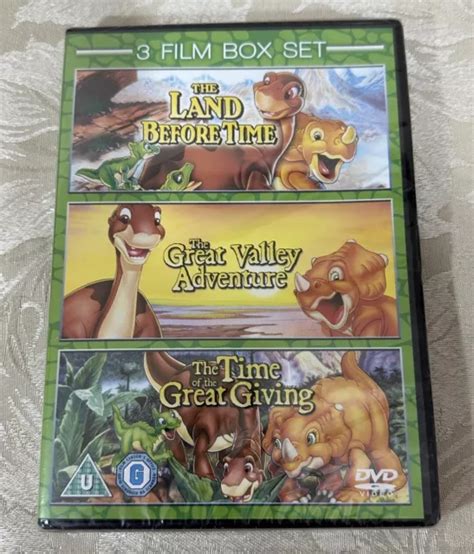 3 FILM BOX SET
THE
LAND
BEFORE TIME
The
Great Valley
Adventure
The Time
of the
Great Giving
U
G
DVD
VIDEO